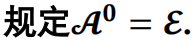 规定𝓐⁰ = 𝓔.